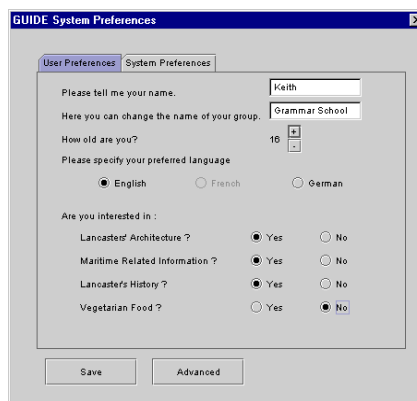 GUIDE System Preferences
User Preferences System Preferences
Please tell me your name. Keith
Here you can change the name of your group. Grammar School
How old are you? 16 + -
Please specify your preferred language
English French German
Are you interested in :
Lancasters' Architecture ? Yes No
Maritime Related Information ? Yes No
Lancaster's History ? Yes No
Vegetarian Food ? Yes No
Save Advanced